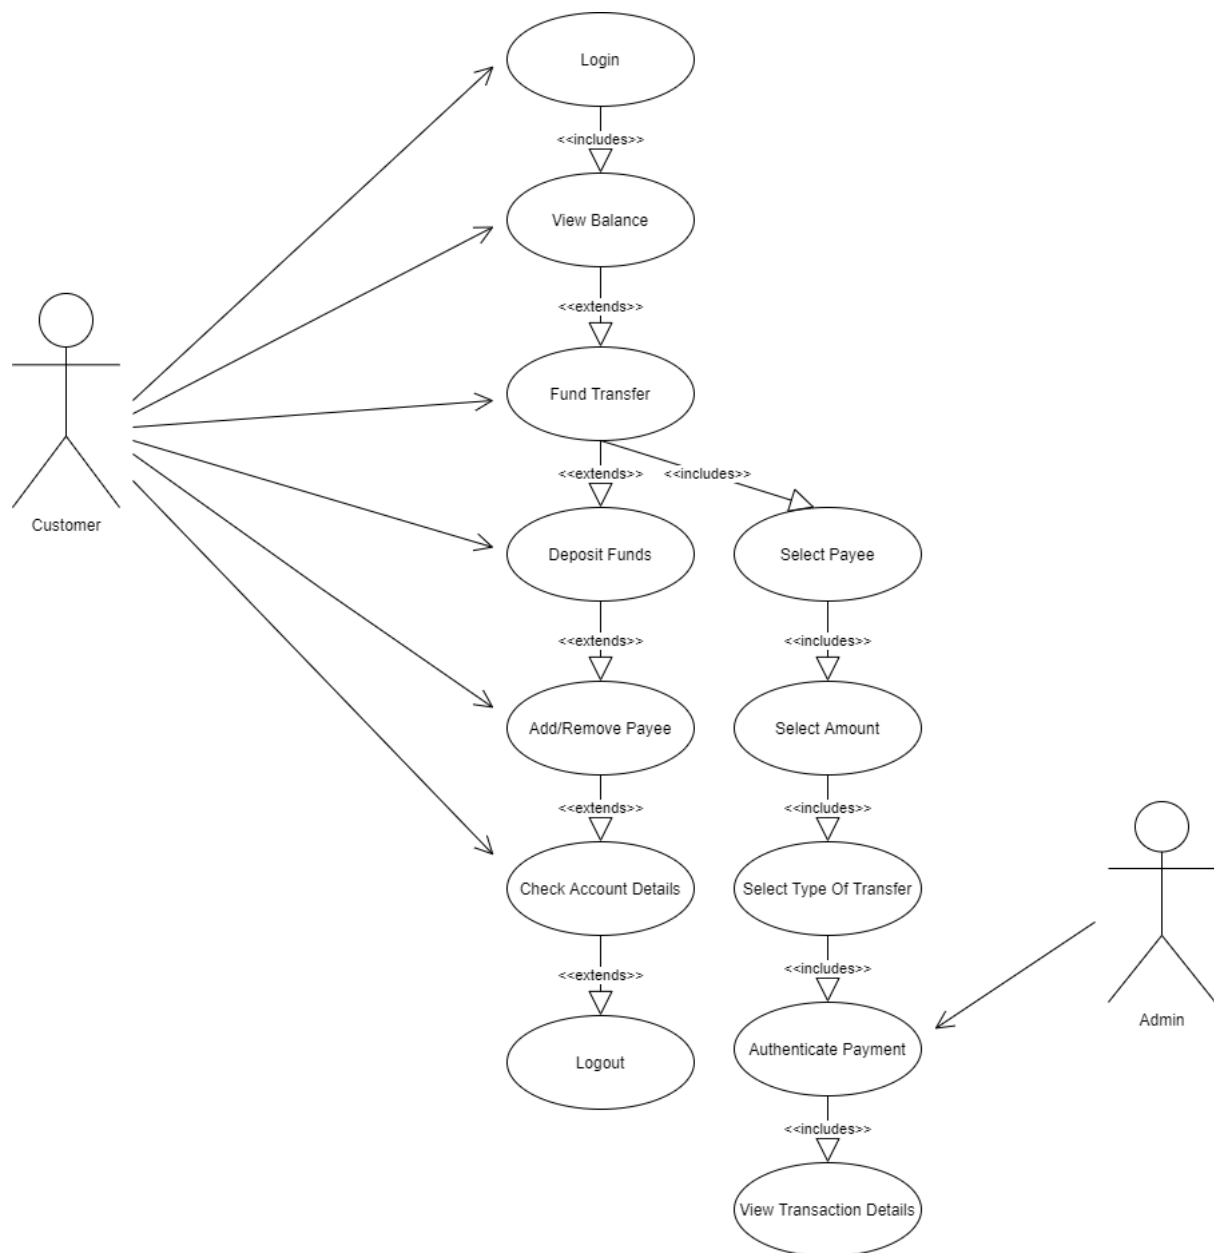 Login
<<includes>>
View Balance
<<extends>>
Fund Transfer
<<extends>>
<<includes>>
Customer
Deposit Funds
Select Payee
<<extends>>
<<includes>>
Add/Remove Payee
Select Amount
<<extends>>
<<includes>>
Check Account Details
Select Type Of Transfer
<<extends>>
<<includes>>
Admin
Logout
Authenticate Payment
<<includes>>
View Transaction Details